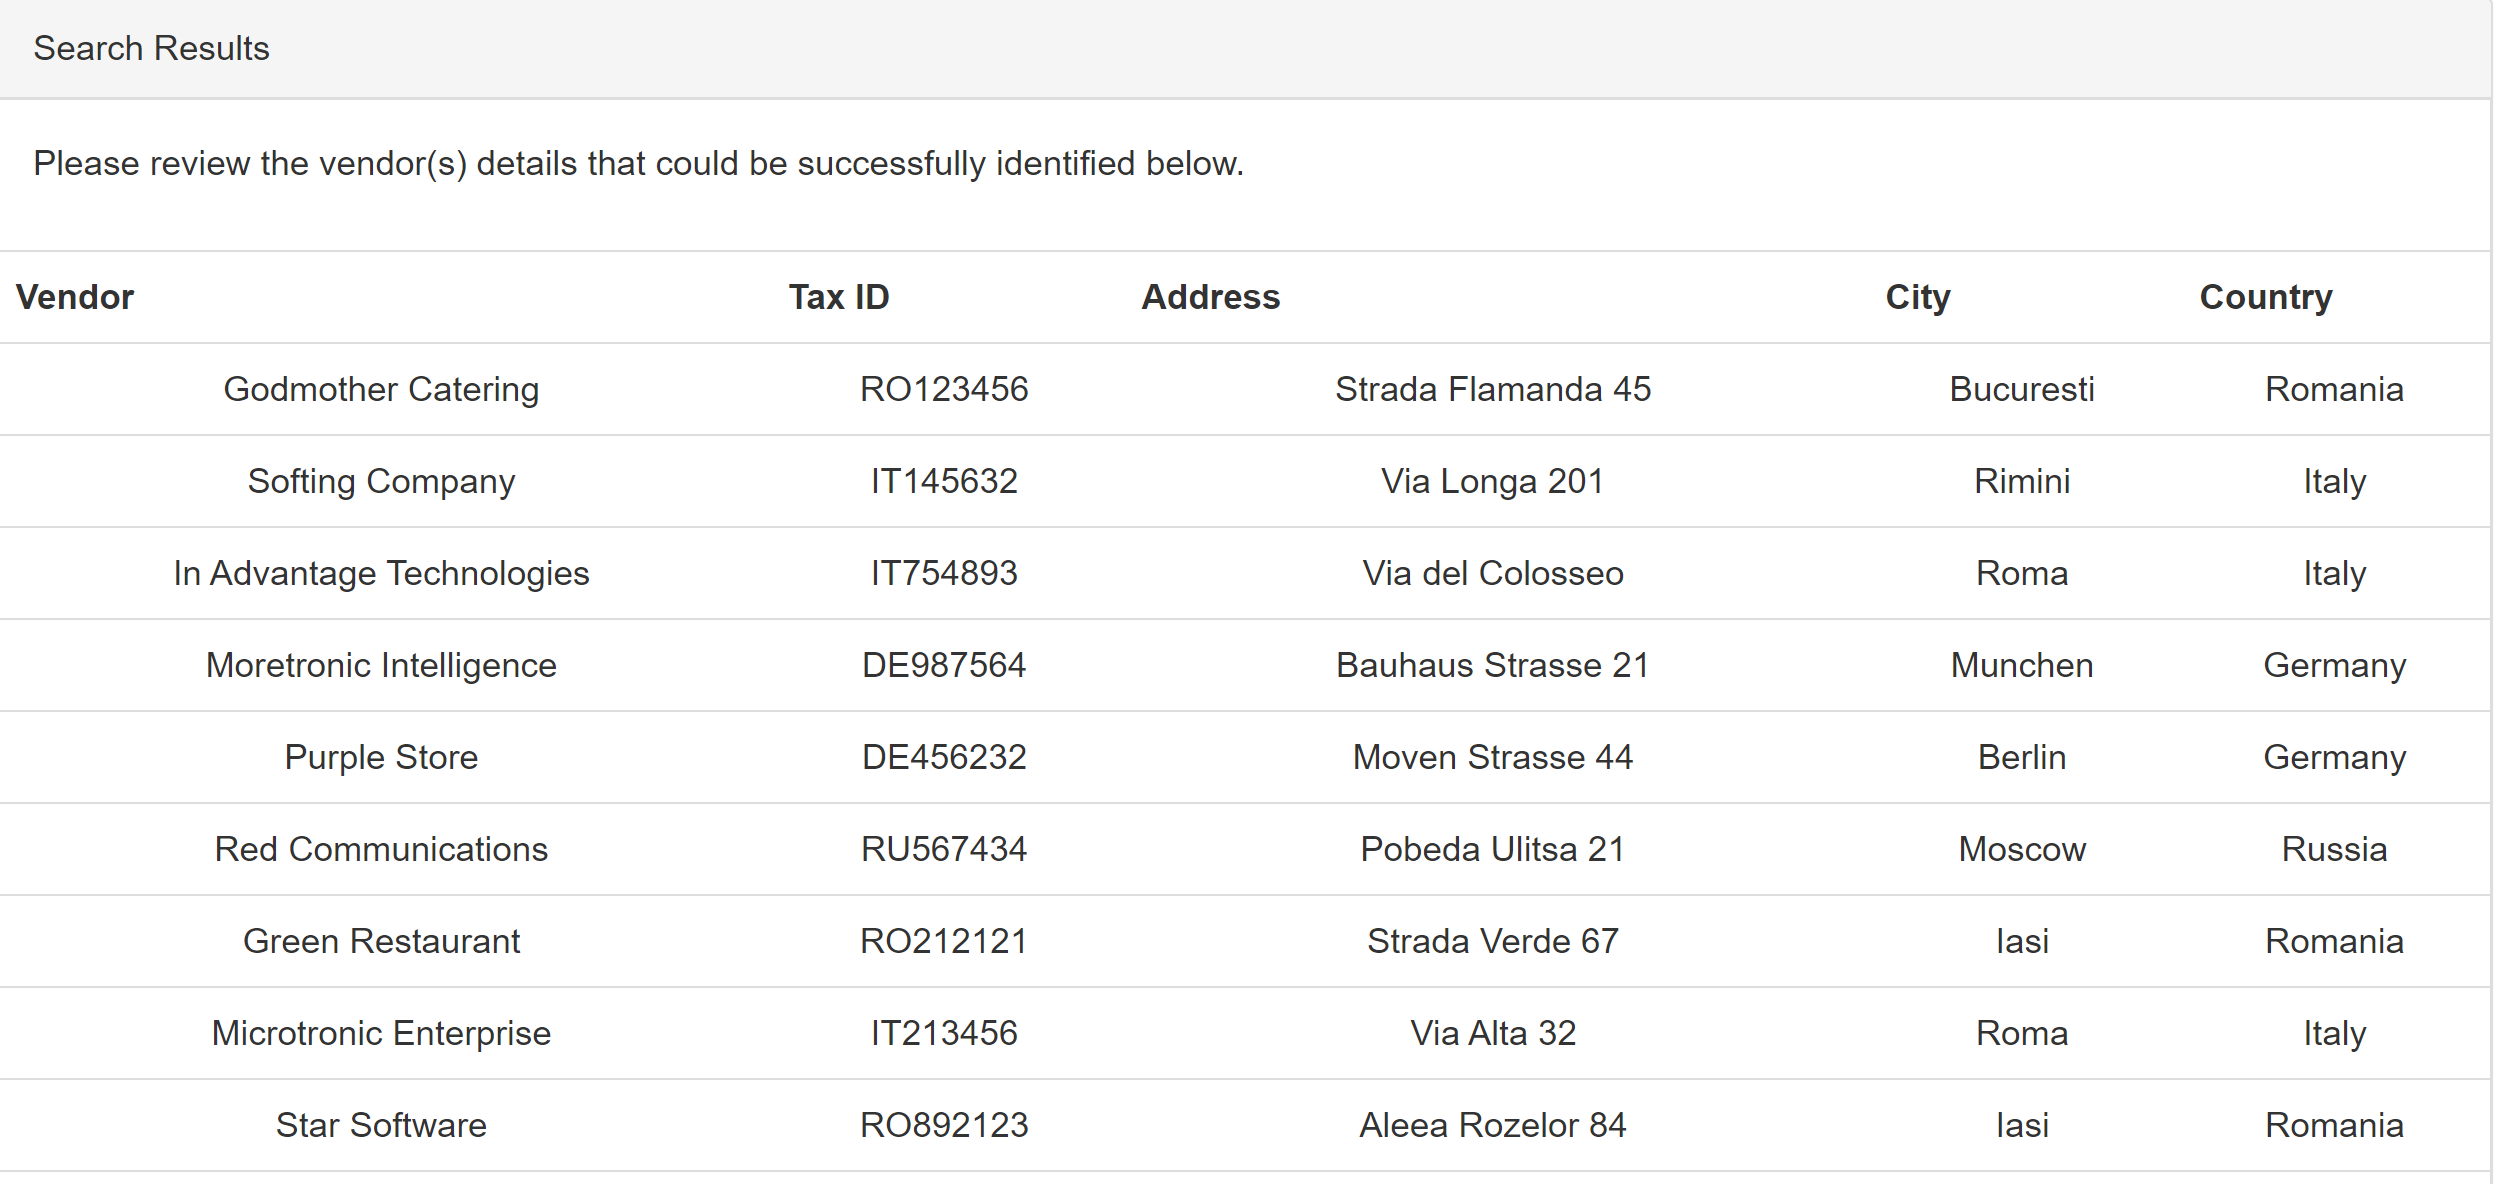 Search Results
Please review the vendor(s) details that could be successfully identified below.
Vendor Tax ID Address City Country
Godmother Catering RO123456 Strada Flamanda 45 Bucuresti Romania
Softing Company IT145632 Via Longa 201 Rimini Italy
In Advantage Technologies IT754893 Via del Colosseo Roma Italy
Moretronic Intelligence DE987564 Bauhaus Strasse 21 Munchen Germany
Purple Store DE456232 Moven Strasse 44 Berlin Germany
Red Communications RU567434 Pobeda Ulitsa 21 Moscow Russia
Green Restaurant RO212121 Strada Verde 67 Iasi Romania
Microtronic Enterprise IT213456 Via Alta 32 Roma Italy
Star Software RO892123 Aleea Rozelor 84 Iasi Romania